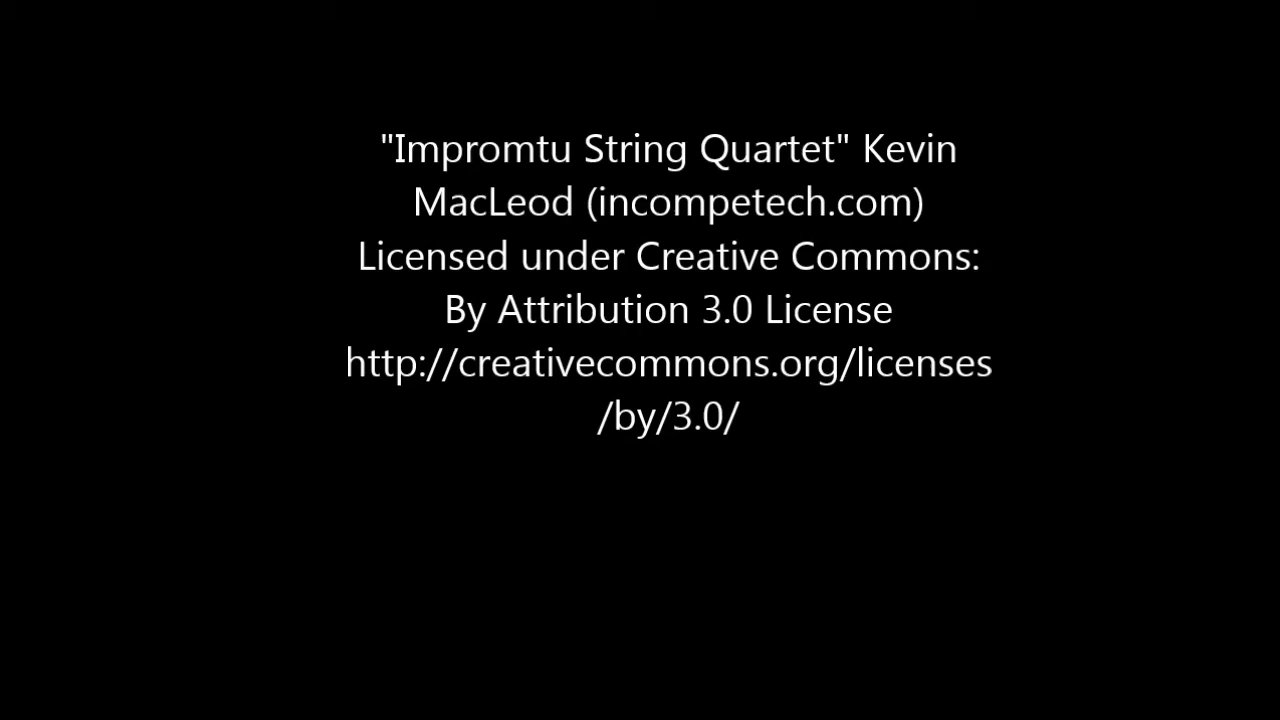 "Impromtu String Quartet" Kevin
MacLeod (incompetech.com)
Licensed under Creative Commons:
By Attribution 3.0 License
http://creativecommons.org/licenses
/by/3.0/